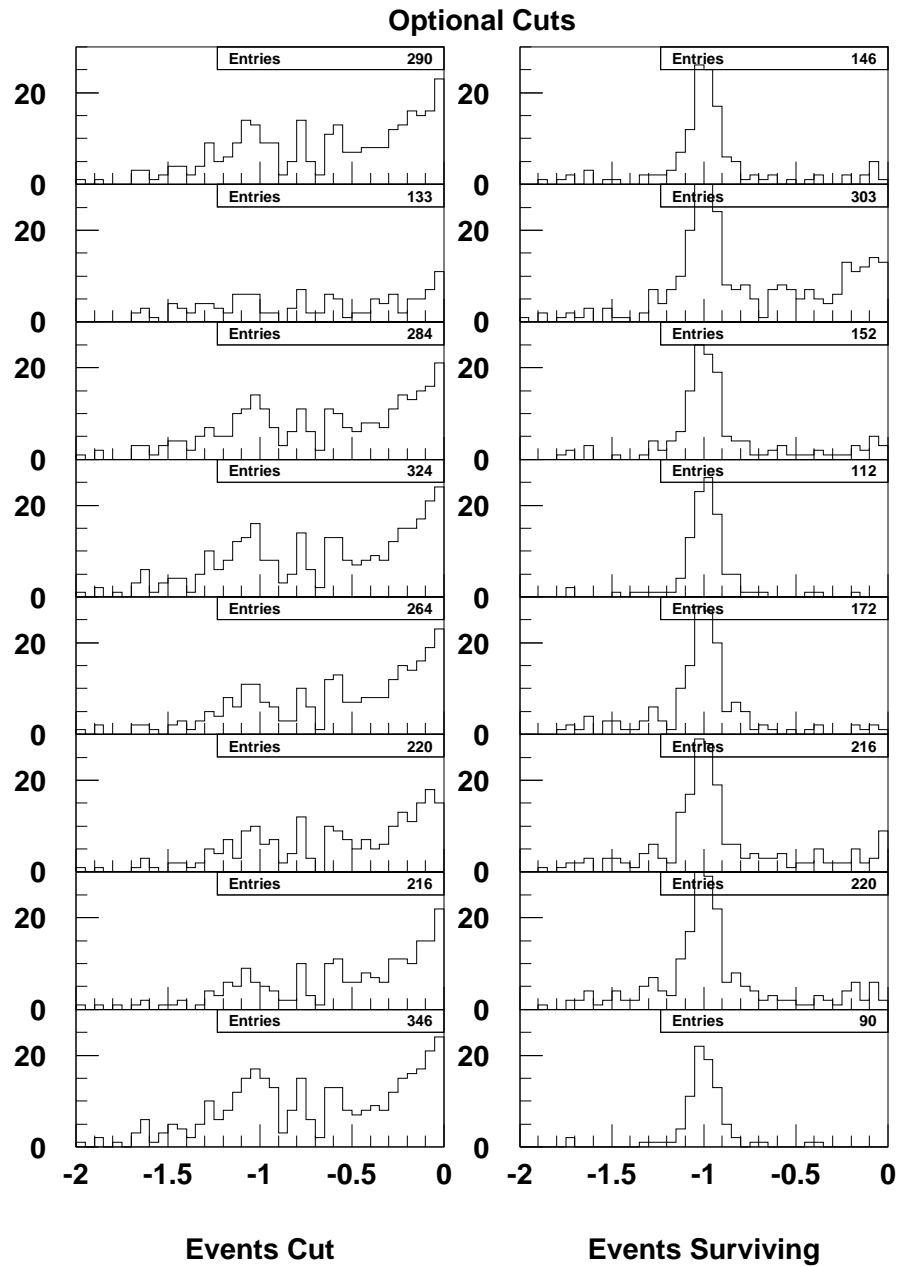 Optional Cuts
Entries 290 Entries 146
20 20
0 0
Entries 133 Entries 303
20 20
0 0
Entries 284 Entries 152
20 20
0 0
Entries 324 Entries 112
20 20
0 0
Entries 264 Entries 172
20 20
0 0
Entries 220 Entries 216
20 20
0 0
Entries 216 Entries 220
20 20
0 0
Entries 346 Entries 90
20 20
0 0
-2 -1.5 -1 -0.5 0 -2 -1.5 -1 -0.5 0
Events Cut Events Surviving